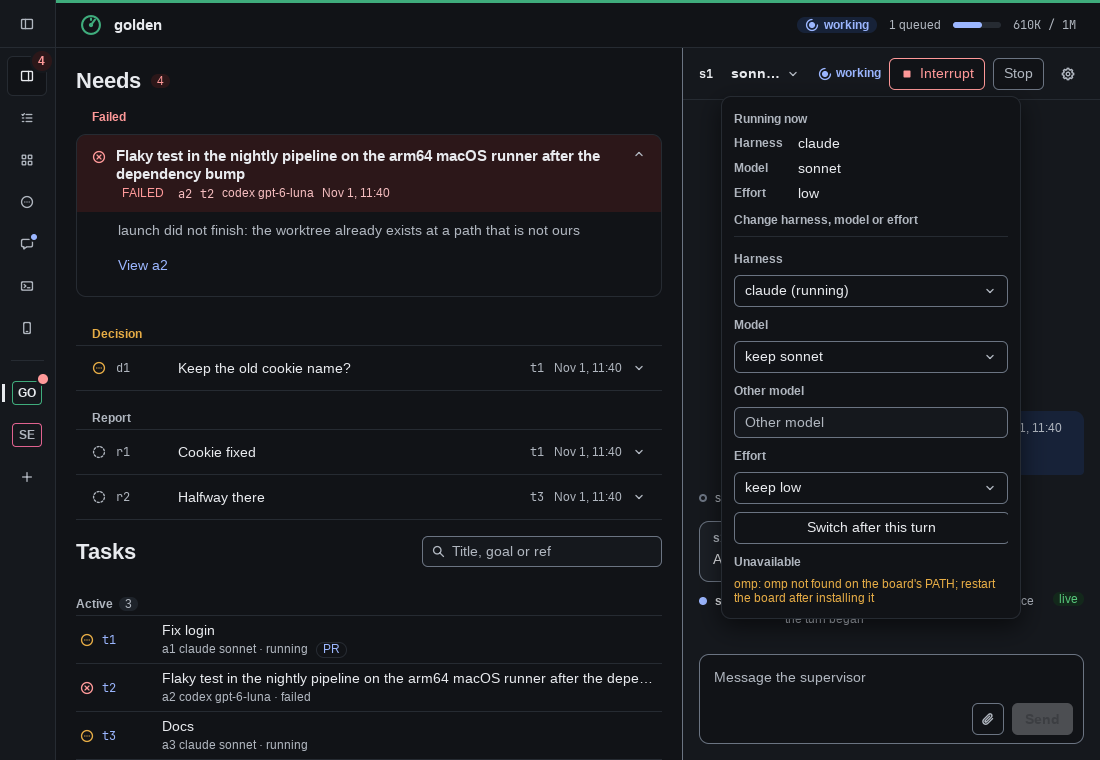 golden
working
1 queued
610K / 1M
4
GO
SE
Needs 4
Failed
Flaky test in the nightly pipeline on the arm64 macOS runner after the
dependency bump
FAILED a2 t2 codex gpt-6-luna Nov 1, 11:40
launch did not finish: the worktree already exists at a path that is not ours
View a2
Decision
d1 Keep the old cookie name? t1 Nov 1, 11:40
Report
r1 Cookie fixed t1 Nov 1, 11:40
r2 Halfway there t3 Nov 1, 11:40
Tasks
Title, goal or ref
Active 3
t1 Fix login
a1 claude sonnet · running PR
t2 Flaky test in the nightly pipeline on the arm64 macOS runner after the depe…
a2 codex gpt-6-luna · failed
t3 Docs
a3 claude sonnet · running
s1 sonn… working Interrupt Stop
Running now
Harness claude
Model sonnet
Effort low
Change harness, model or effort
Harness
claude (running)
Model
keep sonnet
Other model
Other model
Effort
keep low
Switch after this turn
Unavailable
omp: omp not found on the board's PATH; restart
the board after installing it
1, 11:40
live
the turn began
Message the supervisor
Send